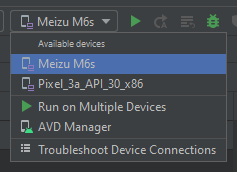 Meizu M6s
Available devices
Meizu M6s
Pixel_3a_API_30_x86
Run on Multiple Devices
AVD Manager
Troubleshoot Device Connections